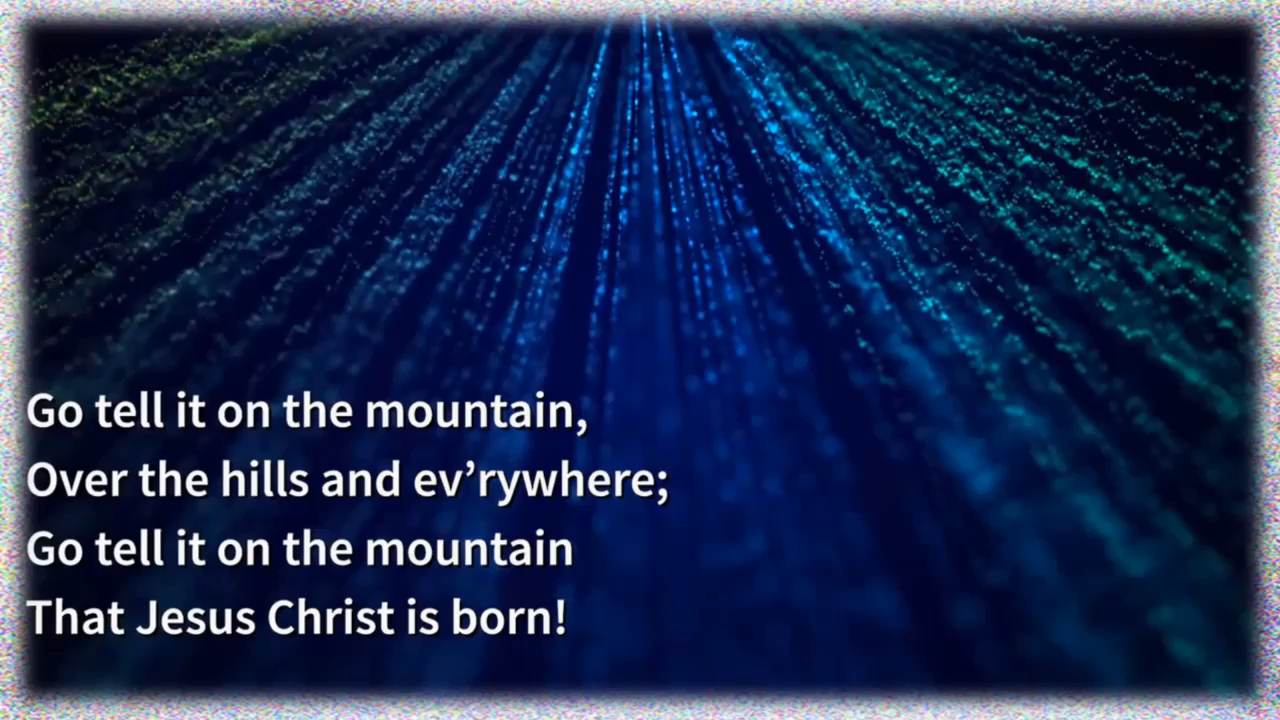 Go tell it on the mountain,
Over the hills and ev’rywhere;
Go tell it on the mountain
That Jesus Christ is born!